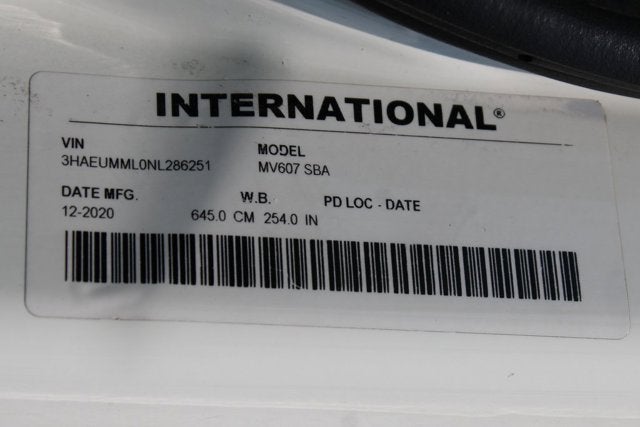 INTERNATIONAL®
VIN MODEL
3HAEUMML0NL286251 MV607 SBA
DATE MFG. W.B. PD LOC - DATE
12-2020 645.0 CM 254.0 IN